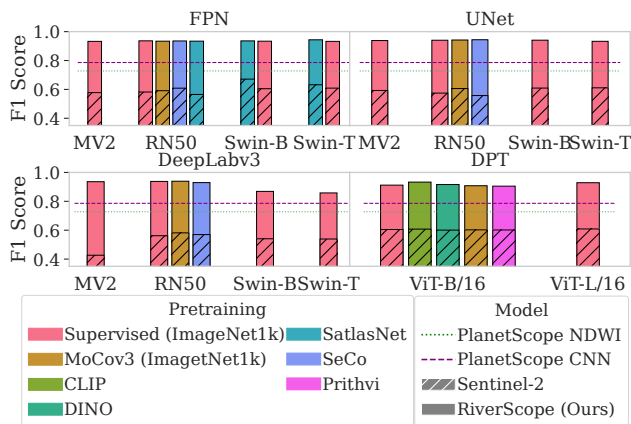 FPN
UNet
F1 Score
1.0
0.8
0.6
0.4
MV2 RN50 Swin-B Swin-T
MV2 RN50 Swin-B Swin-T
DeepLabv3
DPT
F1 Score
1.0
0.8
0.6
0.4
MV2 RN50 Swin-B Swin-T
ViT-B/16 ViT-L/16
Pretraining
Supervised (ImageNet1k)
MoCov3 (ImagetNet1k)
CLIP
DINO
SatlasNet
SeCo
Prithvi
Model
PlanetScope NDWI
PlanetScope CNN
Sentinel-2
RiverScope (Ours)